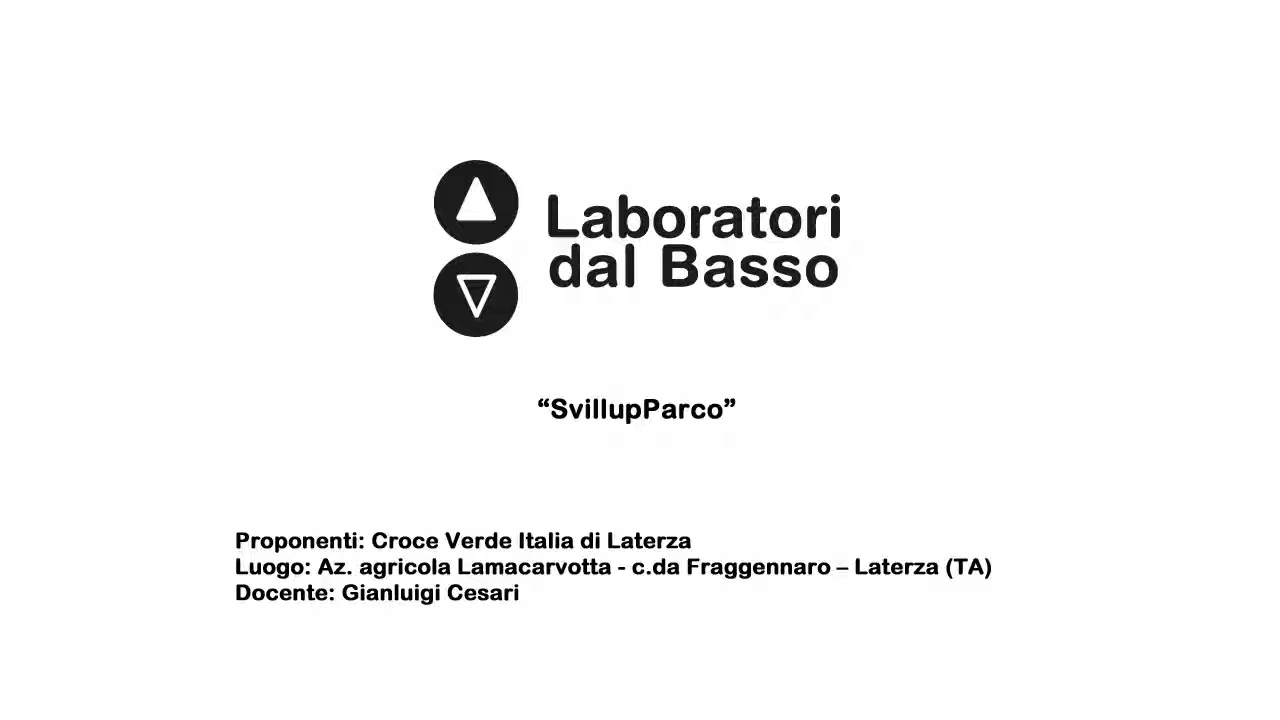 Laboratori
dal Basso
“SvillupParco”
Proponenti: Croce Verde Italia di Laterza
Luogo: Az. agricola Lamacarvotta - c.da Fraggennaro – Laterza (TA)
Docente: Gianluigi Cesari